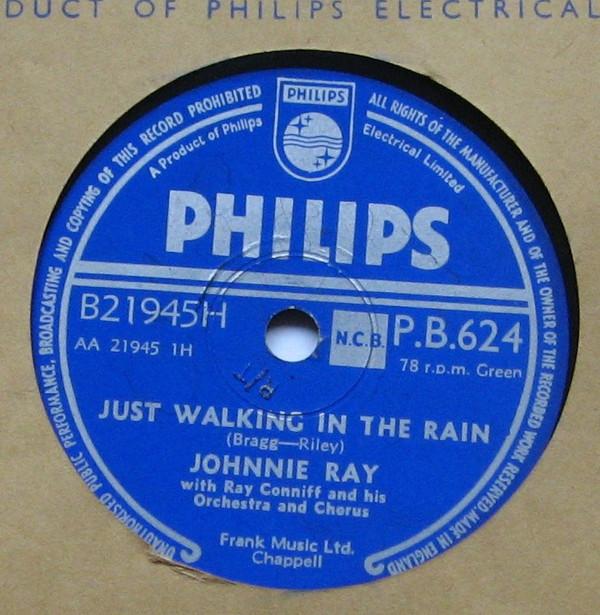 DUCT OF PHILIPS ELECTRICAL
UNAUTHORISED PUBLIC PERFORMANCE, BROADCASTING AND COPYING OF THIS RECORD PROHIBITED
ALL RIGHTS OF THE MANUFACTURER AND OF THE OWNER OF THE RECORDED WORK RESERVED. MADE IN ENGLAND
A Product of Philips
Electrical Limited
PHILIPS
PHILIPS
B21945H
N.C.B.
P.B.624
AA 21945 1H
78 r.p.m. Green
R/T
JUST WALKING IN THE RAIN
(Bragg—Riley)
JOHNNIE RAY
with Ray Conniff and his
Orchestra and Chorus
Frank Music Ltd.
Chappell